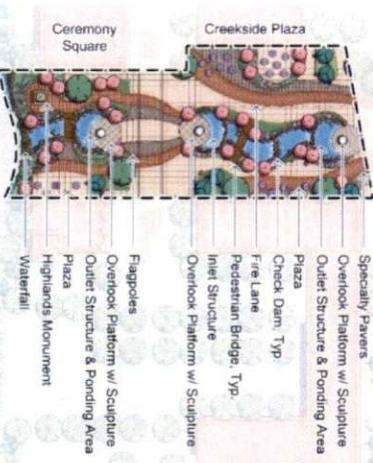 Ceremony
Square
Creekside Plaza
Waterfall
Highlands Monument
Plaza
Outlet Structure & Ponding Area
Overlook Platform w/ Sculpture
Flagpoles
Overlook Platform w/ Sculpture
Inlet Structure
Pedestrian Bridge, Typ.
Fire Lane
Check Dam, Typ.
Plaza
Outlet Structure & Ponding Area
Overlook Platform w/ Sculpture
Specialty Pavers